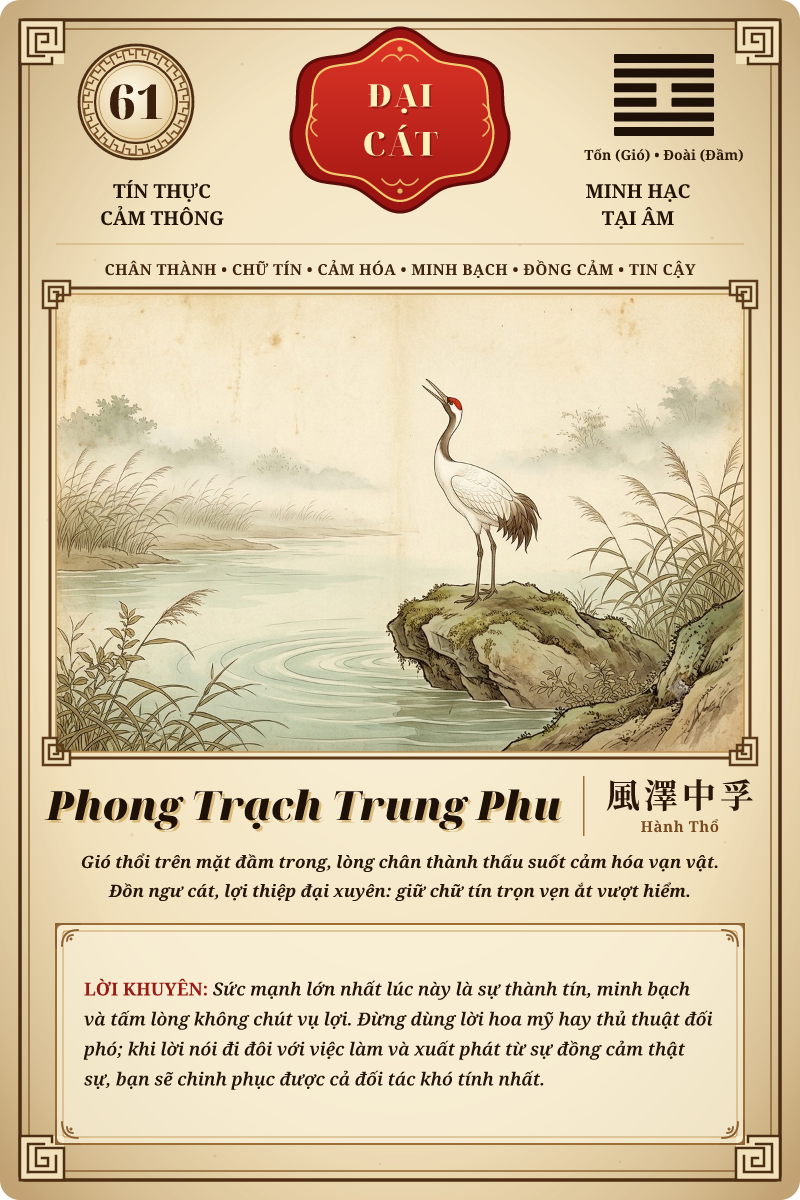 61
ĐẠI
CÁT
Tốn (Gió) • Đoài (Đầm)
TÍN THỰC
CẢM THÔNG
MINH HẠC
TẠI ÂM
CHÂN THÀNH • CHỮ TÍN • CẢM HÓA • MINH BẠCH • ĐỒNG CẢM • TIN CẬY
Phong Trạch Trung Phu
風澤中孚
Hành Thổ
Gió thổi trên mặt đầm trong, lòng chân thành thấu suốt cảm hóa vạn vật.
Đồn ngư cát, lợi thiệp đại xuyên: giữ chữ tín trọn vẹn ắt vượt hiểm.
LỜI KHUYÊN: Sức mạnh lớn nhất lúc này là sự thành tín, minh bạch
và tấm lòng không chút vụ lợi. Đừng dùng lời hoa mỹ hay thủ thuật đối
phó; khi lời nói đi đôi với việc làm và xuất phát từ sự đồng cảm thật
sự, bạn sẽ chinh phục được cả đối tác khó tính nhất.